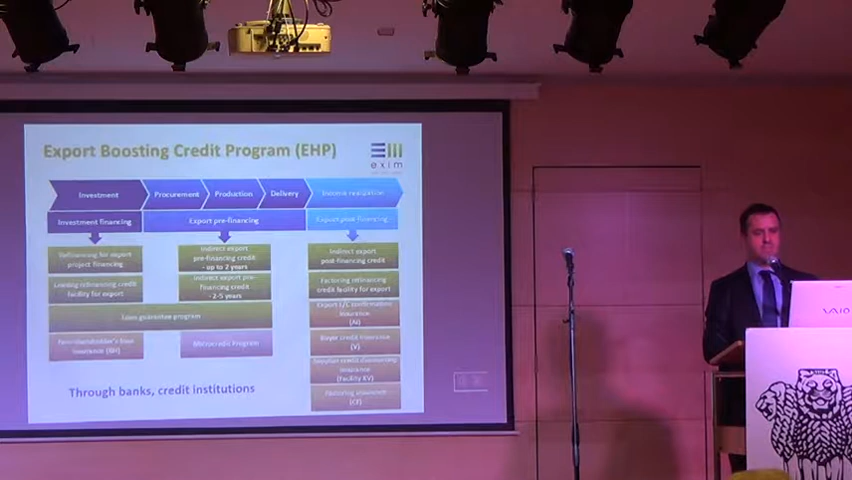 Export Boosting Credit Program (EHP)
exim
Investment
Procurement
Production
Delivery
Income realization
Investment financing
Export pre-financing
Export post-financing
Refinancing for export
project financing
Indirect export
pre-financing credit
- up to 2 years
Indirect export
post-financing credit
Leasing refinancing credit
facility for export
Indirect export pre-
financing credit
- 2-5 years
Factoring refinancing
credit facility for export
Loan guarantee program
Export L/C confirmation
insurance
Microcredit Program
Buyer credit insurance
(V)
insurance
(Facility KV)
Factoring insurance
Through banks, credit institutions
VAIO